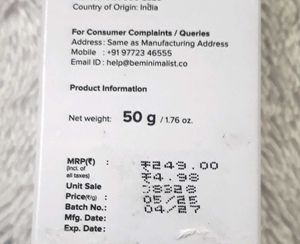 Country of Origin: India
For Consumer Complaints / Queries
Address: Same as Manufacturing Address
Mobile : +91 97723 46555
Email ID : help@beminimalist.co
Product Information
Net weight: 50 g / 1.76 oz.
MRP(₹) : ₹249.00
(Incl. of
all taxes) ₹4.98
Unit Sale
Price(₹/g) : 05/25
Batch No.: 04/27
Mfg. Date:
Exp. Date: